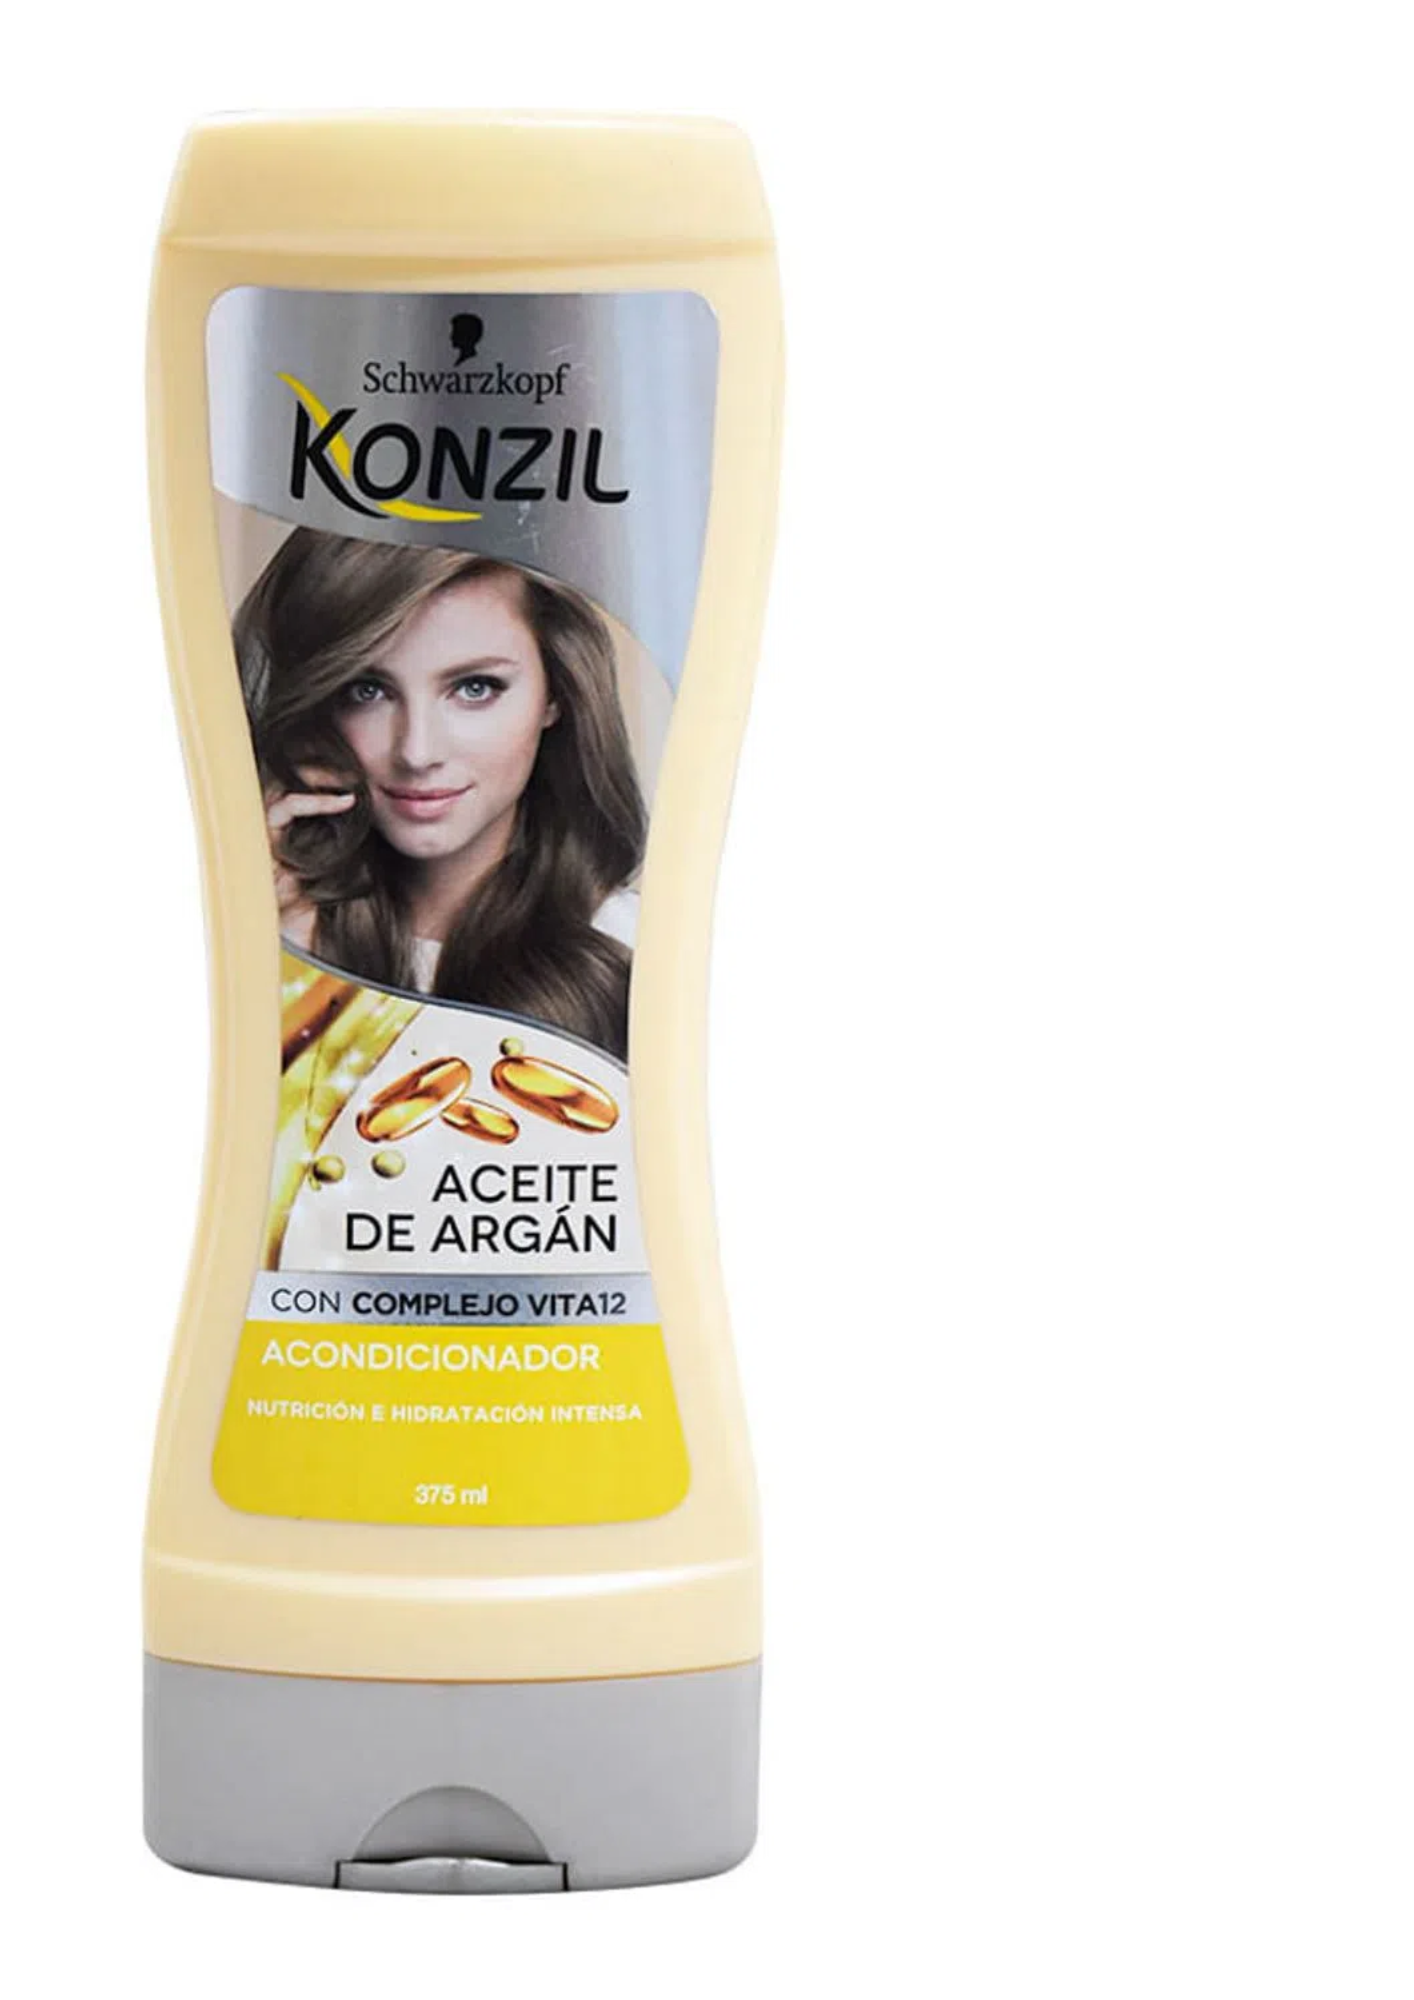 Schwarzkopf
KONZIL
ACEITE
DE ARGÁN
CON COMPLEJO VITA12
ACONDICIONADOR
NUTRICIÓN E HIDRATACIÓN INTENSA
375 ml